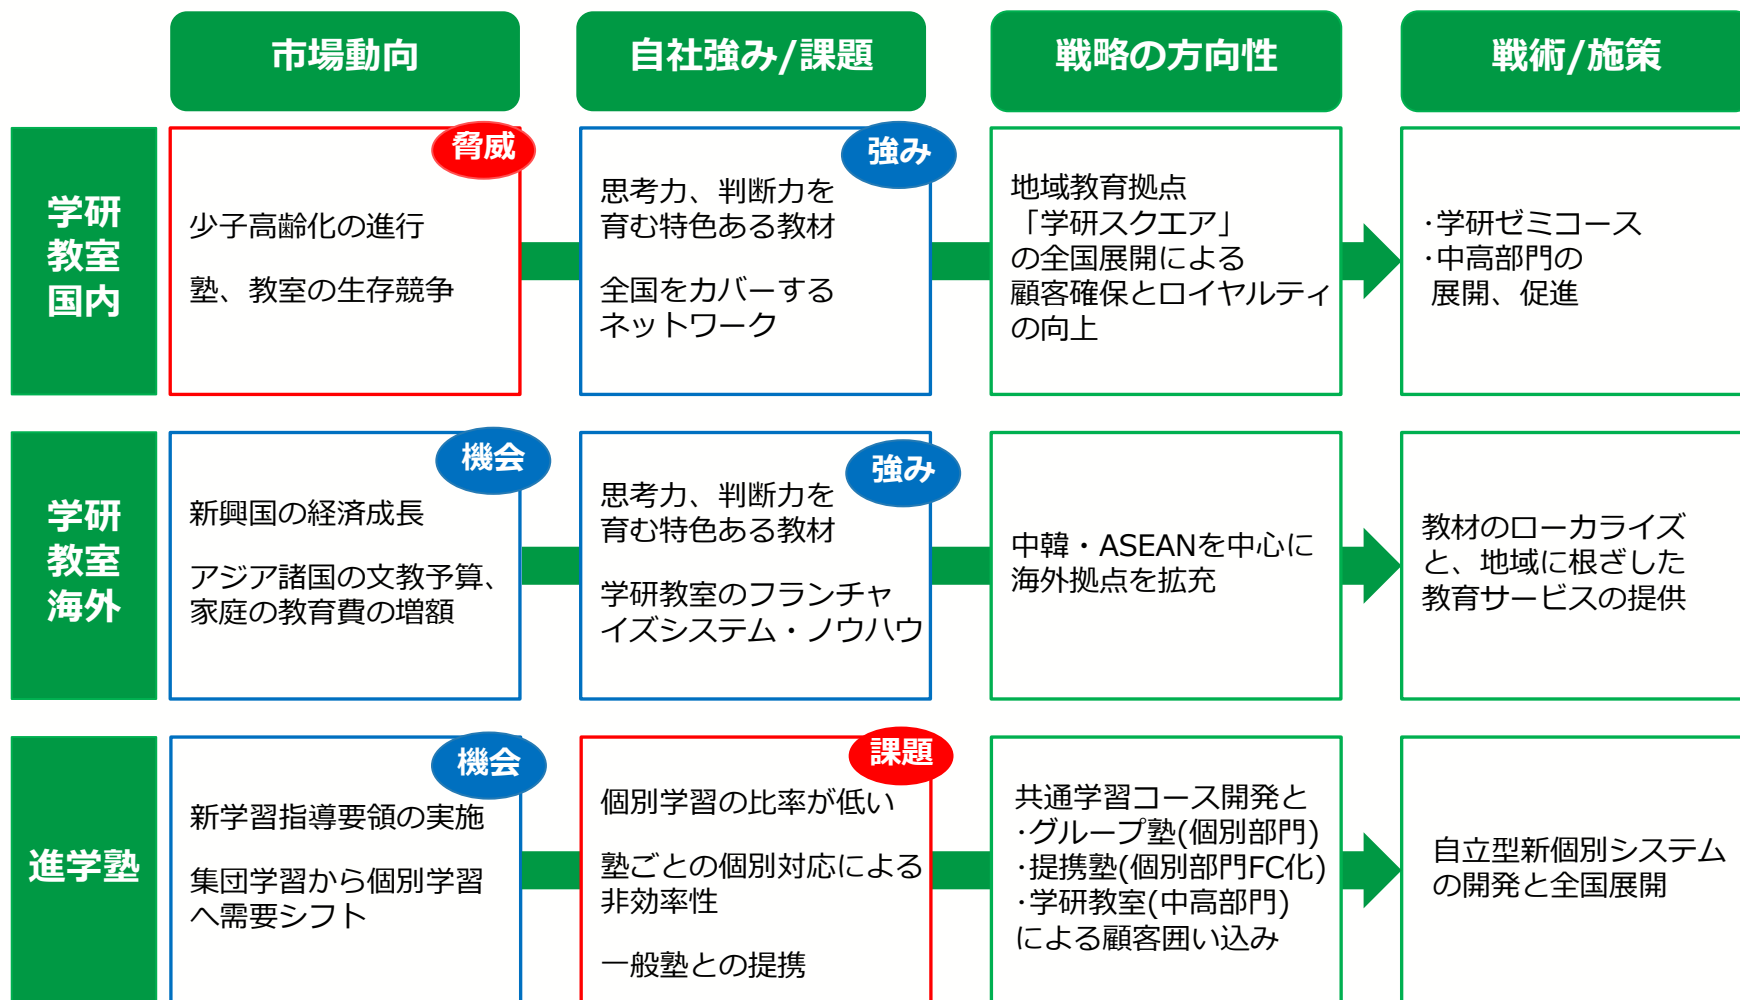 市場動向
自社強み/課題
戦略の方向性
戦術/施策
学研
教室
国内
脅威
少子高齢化の進行
塾、教室の生存競争
強み
思考力、判断力を
育む特色ある教材
全国をカバーする
ネットワーク
地域教育拠点
「学研スクエア」
の全国展開による
顧客確保とロイヤルティ
の向上
・学研ゼミコース
・中高部門の
展開、促進
学研
教室
海外
機会
新興国の経済成長
アジア諸国の文教予算、
家庭の教育費の増額
強み
思考力、判断力を
育む特色ある教材
学研教室のフランチャ
イズシステム・ノウハウ
中韓・ASEANを中心に
海外拠点を拡充
教材のローカライズ
と、地域に根ざした
教育サービスの提供
進学塾
機会
新学習指導要領の実施
集団学習から個別学習
へ需要シフト
課題
個別学習の比率が低い
塾ごとの個別対応による
非効率性
一般塾との提携
共通学習コース開発と
・グループ塾(個別部門)
・提携塾(個別部門FC化)
・学研教室(中高部門)
による顧客囲い込み
自立型新個別システム
の開発と全国展開